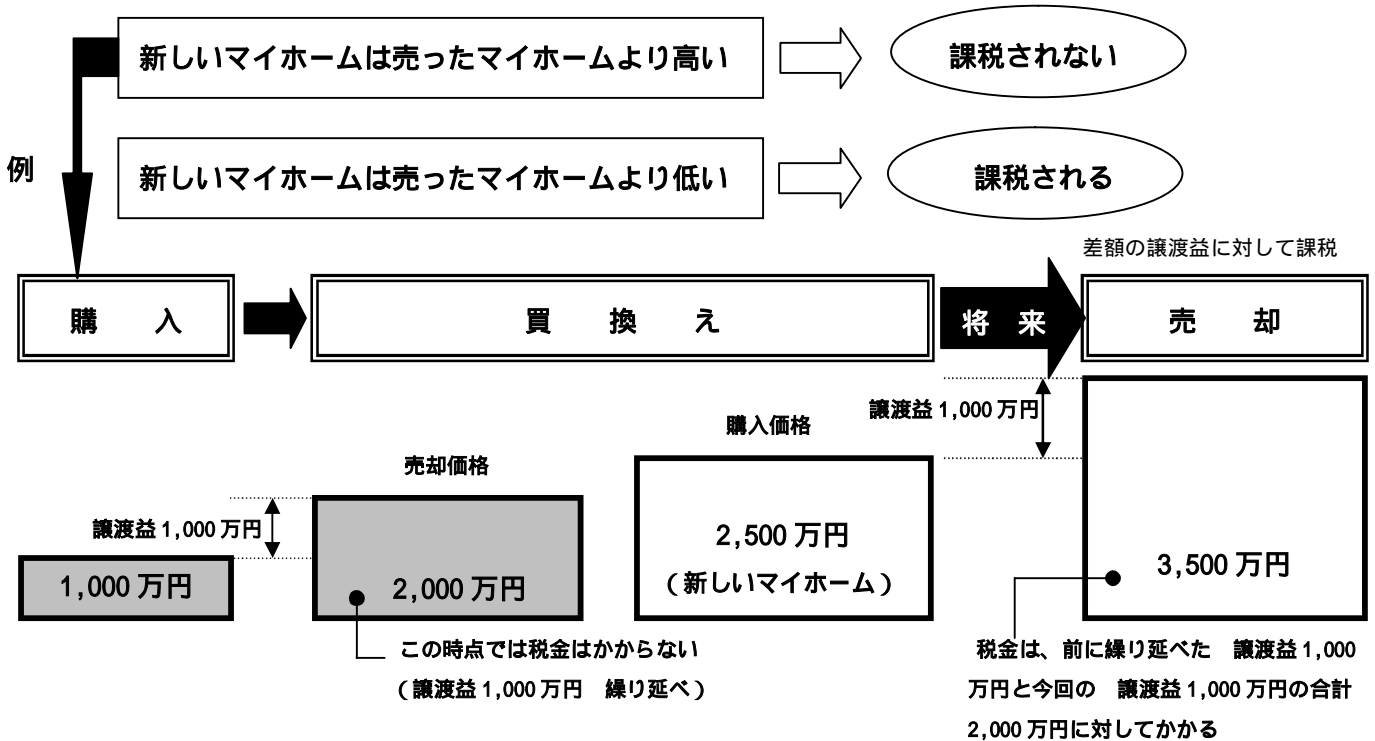 新しいマイホームは売ったマイホームより高い
課税されない
例
新しいマイホームは売ったマイホームより低い
課税される
差額の譲渡益に対して課税
購　入
買　換　え
将 来
売　却
譲渡益 1,000 万円
購入価格
売却価格
譲渡益 1,000 万円
1,000 万円
2,000 万円
2,500 万円
（新しいマイホーム）
3,500 万円
この時点では税金はかからない
（譲渡益 1,000 万円　繰り延べ）
税金は、前に繰り延べた　譲渡益 1,000
万円と今回の　譲渡益 1,000 万円の合計
2,000 万円に対してかかる